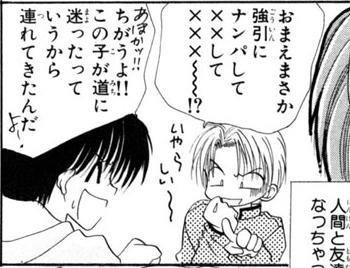 おまえまさか
強引に
ナンパして
××して
×××〜〜!?
いやら
しい〜
あほかッ!!
ちがうよ!!
この子が道に
迷ったって
いうから
連れてきたんだ
よ!
人間と友達
なっちゃっ